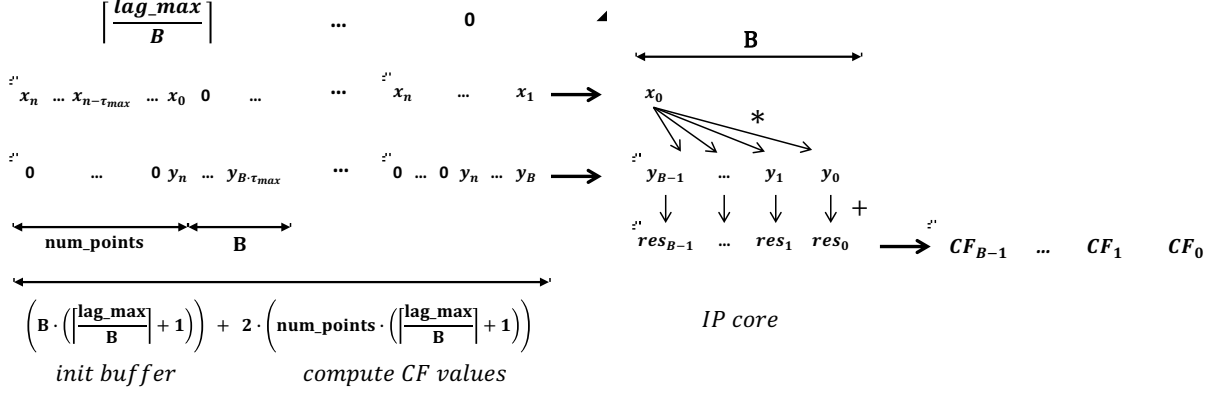 ⌈lag_max / B⌉ ... 0
B
x_n ... x_{n−τ_max} ... x_0 0 ... ... x_n ... x_1
x_0
*
0 ... 0 y_n ... y_{B·τ_max} ... 0 ... 0 y_n ... y_B
y_{B−1} ... y_1 y_0
+
num_points B
res_{B−1} ... res_1 res_0
CF_{B−1} ... CF_1 CF_0
(B · (⌈lag_max / B⌉ + 1)) + 2 · (num_points · (⌈lag_max / B⌉ + 1))
IP core
init buffer compute CF values